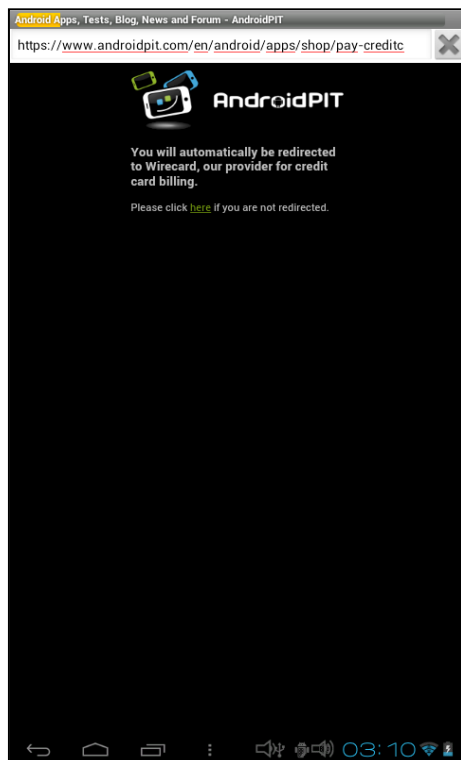 Android Apps, Tests, Blog, News and Forum - AndroidPIT
https://www.androidpit.com/en/android/apps/shop/pay-creditc
AndroidPIT
You will automatically be redirected
to Wirecard, our provider for credit
card billing.
Please click here if you are not redirected.
03:10